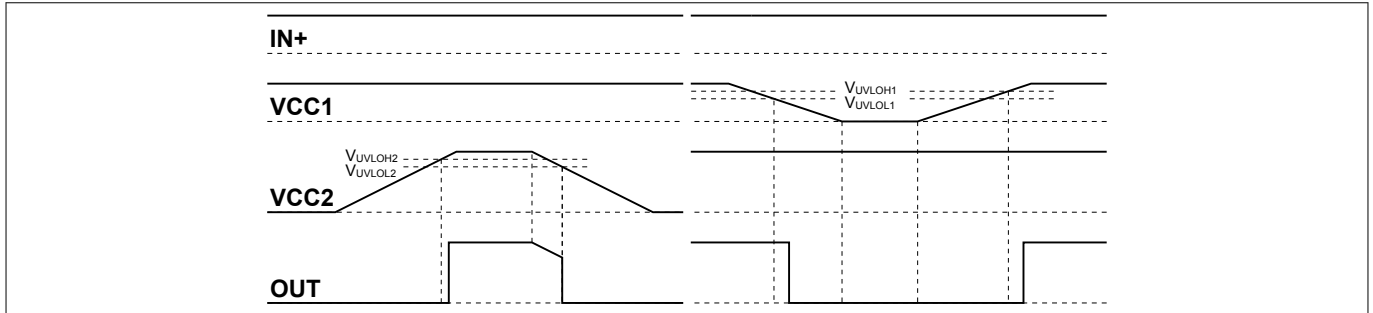 IN+
VCC1
VUVLOH1
VUVLOL1
VUVLOH2
VUVLOL2
VCC2
OUT